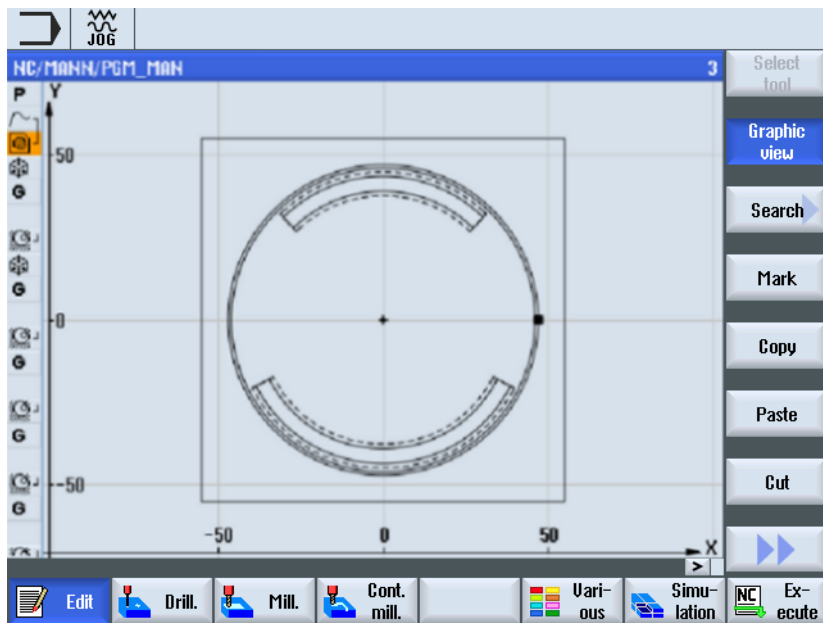 JOG
NC/MANN/PGM_MAN 3
Select
tool
P
Y
Graphic
view
50
G
Search
G
Mark
0
Copy
G
Paste
G
Cut
-50
G
-50 0 50
X
>
Edit
Drill.
Mill.
Cont.
mill.
Vari-
ous
Simu-
lation
NC
Ex-
ecute